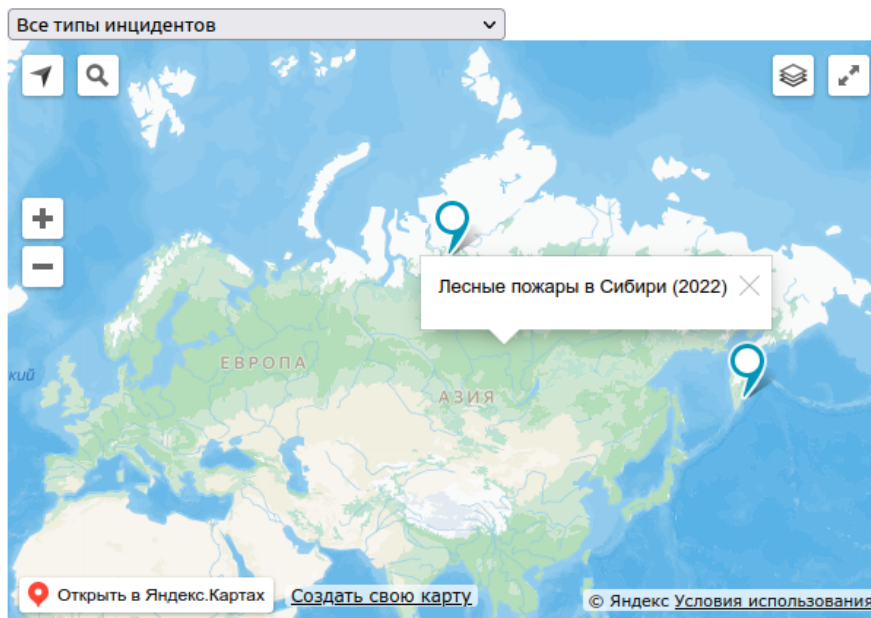 Все типы инцидентов
Лесные пожары в Сибири (2022)
ЕВРОПА
кий
АЗИЯ
Открыть в Яндекс.Картах
Создать свою карту
© Яндекс Условия использования